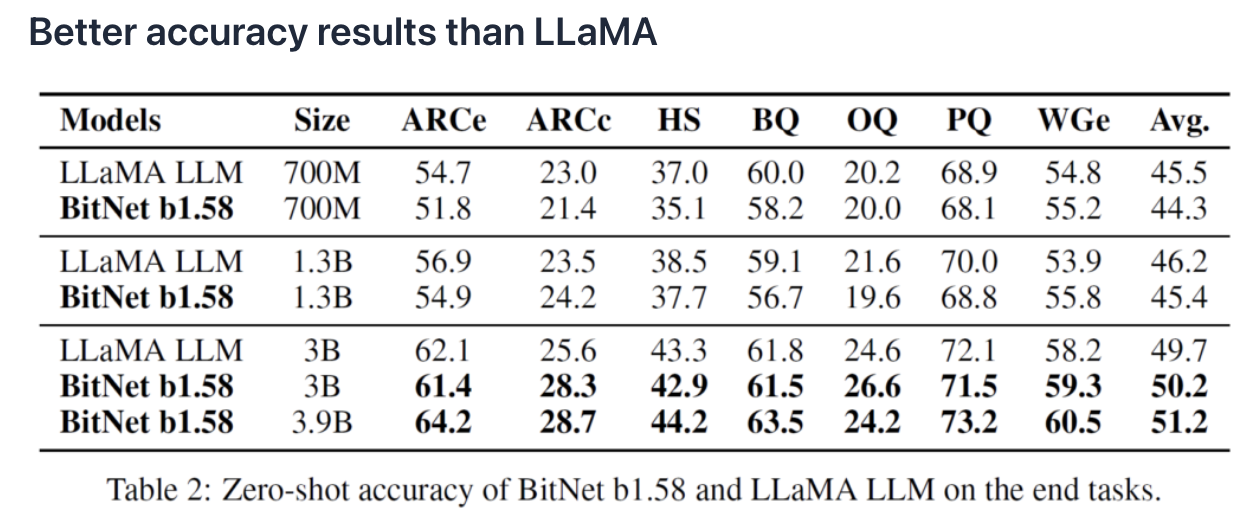 Better accuracy results than LLaMA
Models Size ARCe ARCc HS BQ OQ PQ WGe Avg.
LLaMA LLM 700M 54.7 23.0 37.0 60.0 20.2 68.9 54.8 45.5
BitNet b1.58 700M 51.8 21.4 35.1 58.2 20.0 68.1 55.2 44.3
LLaMA LLM 1.3B 56.9 23.5 38.5 59.1 21.6 70.0 53.9 46.2
BitNet b1.58 1.3B 54.9 24.2 37.7 56.7 19.6 68.8 55.8 45.4
LLaMA LLM 3B 62.1 25.6 43.3 61.8 24.6 72.1 58.2 49.7
BitNet b1.58 3B 61.4 28.3 42.9 61.5 26.6 71.5 59.3 50.2
BitNet b1.58 3.9B 64.2 28.7 44.2 63.5 24.2 73.2 60.5 51.2
Table 2: Zero-shot accuracy of BitNet b1.58 and LLaMA LLM on the end tasks.